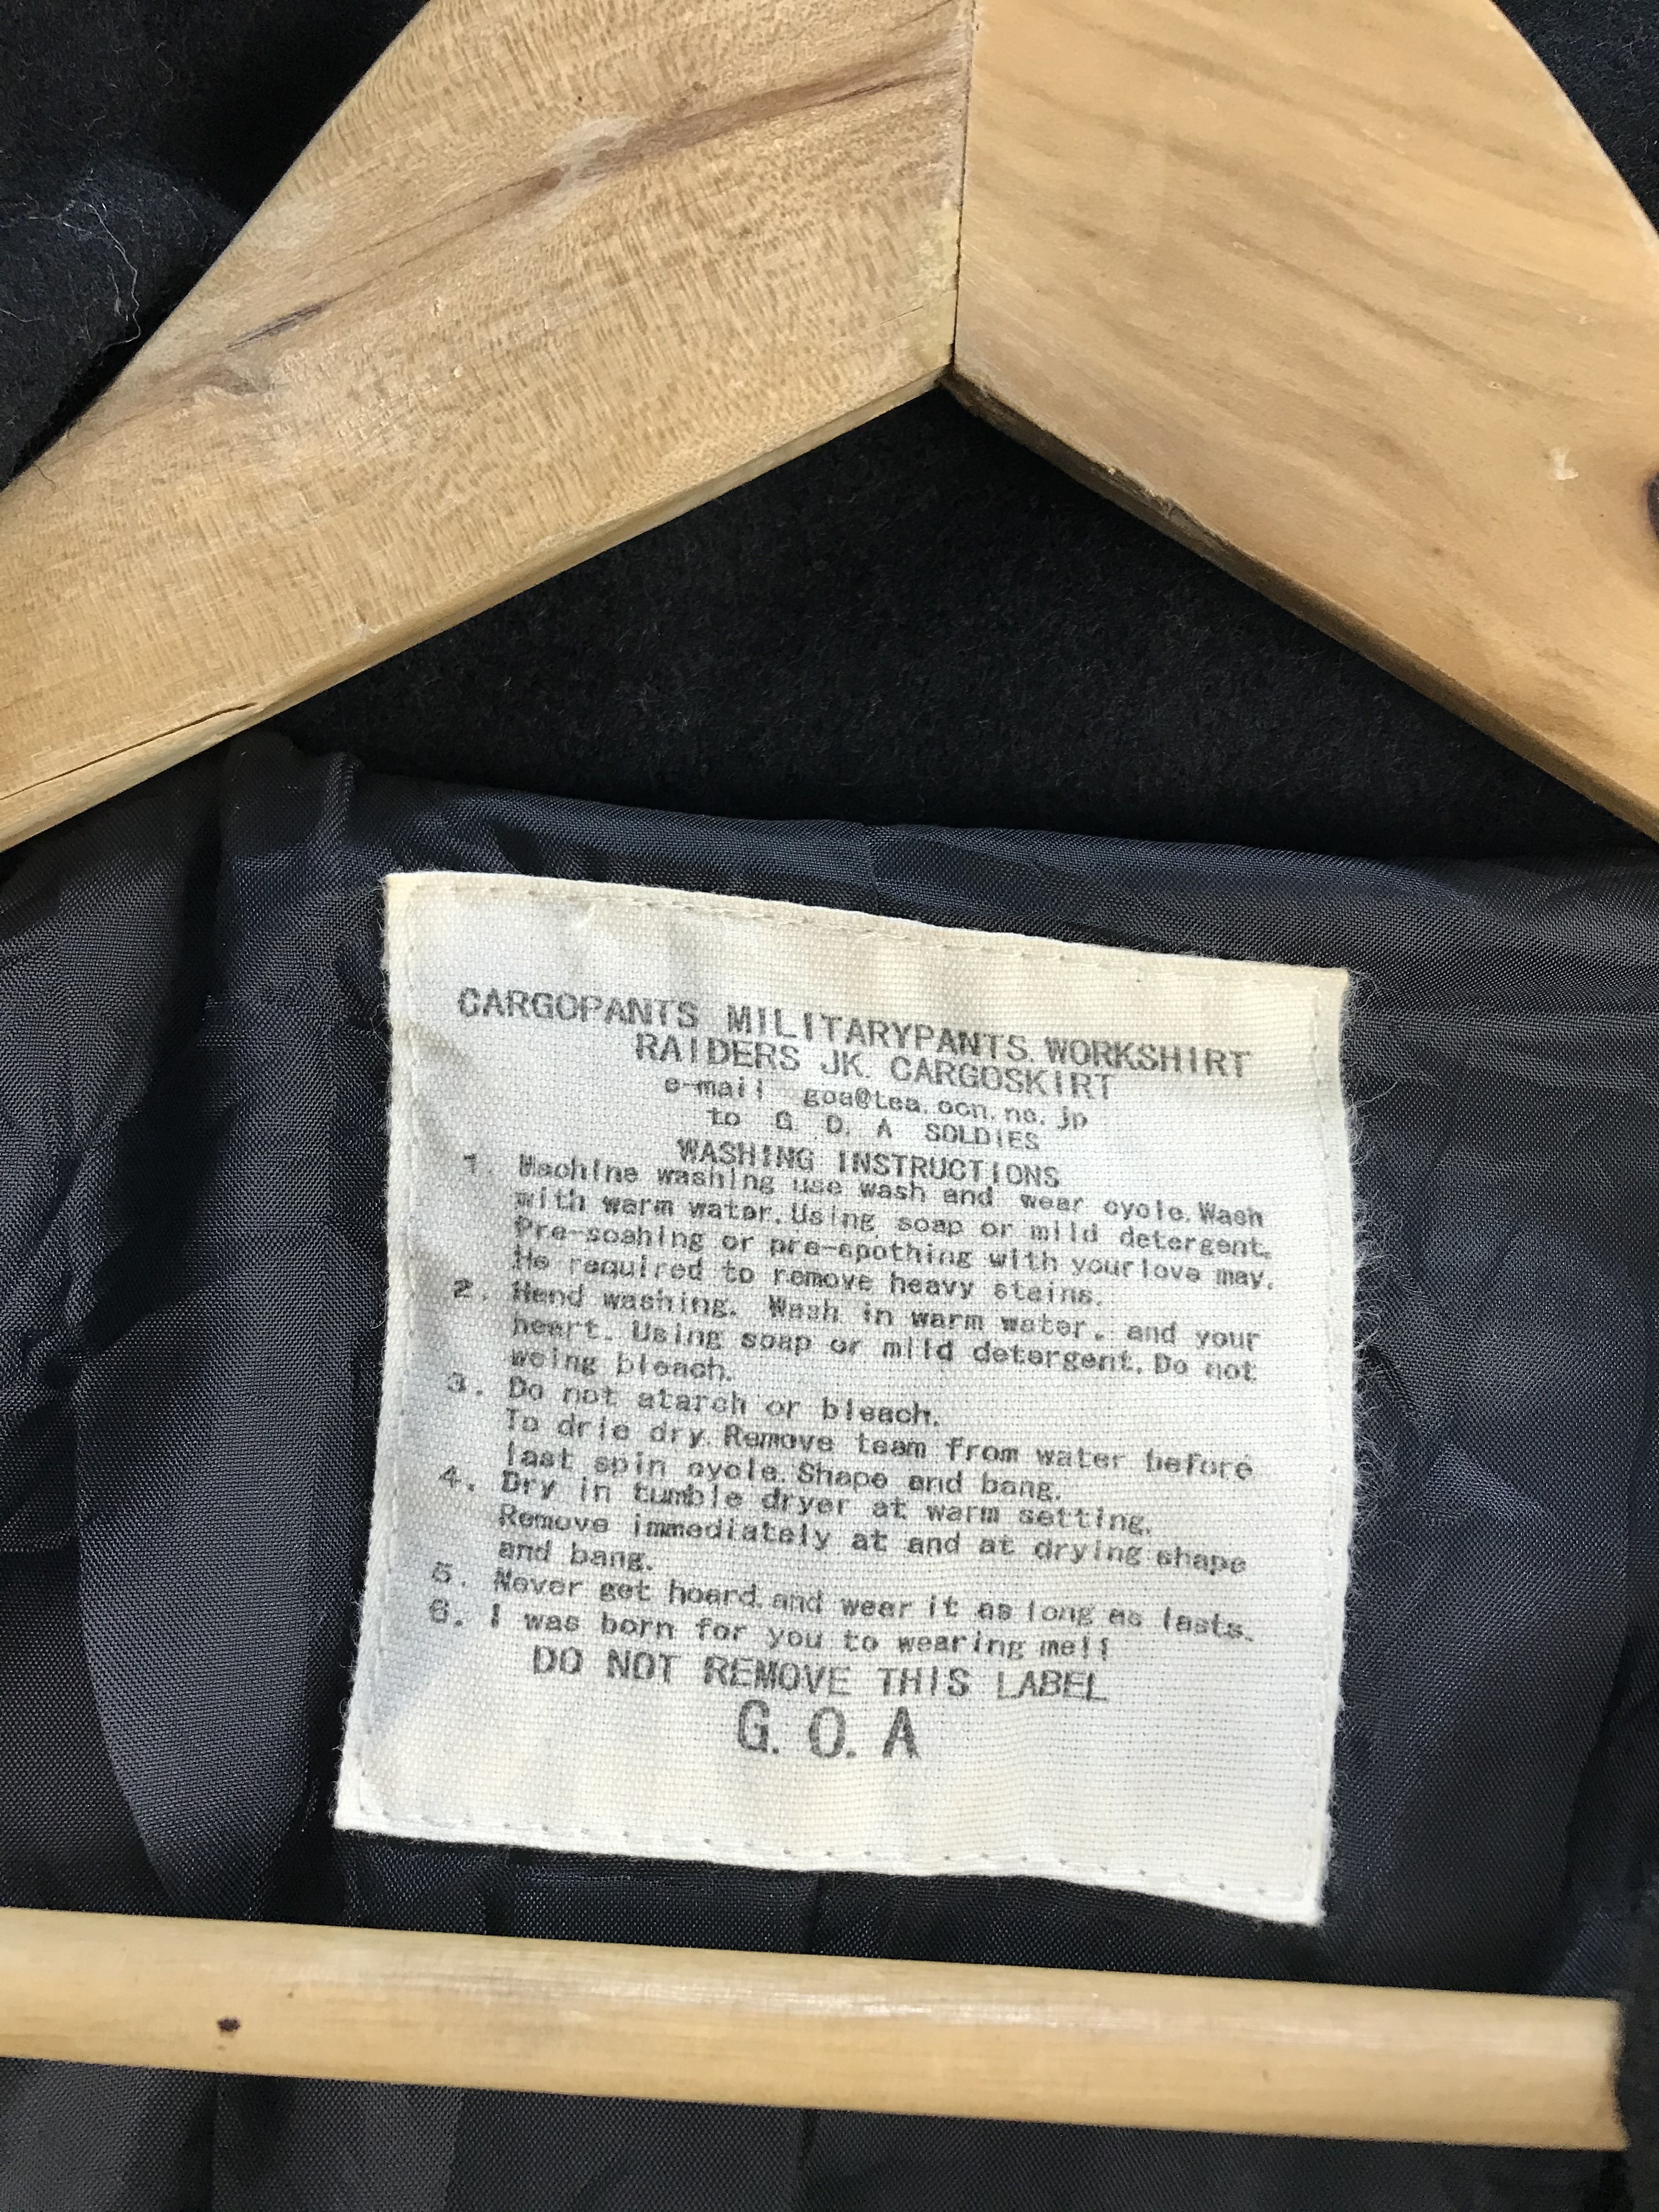 CARGOPANTS MILITARYPANTS. WORKSHIRT
RAIDERS JK. CARGOSKIRT
e-mail goa@tea.ocn.ne.jp
to G. O. A SOLDIES
WASHING INSTRUCTIONS
1. Machine washing use wash and wear cycle. Wash
with warm water. Using soap or mild detergent.
Pre-soahing or pre-spothing with your love may.
He required to remove heavy stains.
2. Hend washing. Wash in warm water. and your
heart. Using soap or mild detergent. Do not
weing bleach.
3. Do not atarch or bleach.
To drie dry. Remove team from water before
last spin cycle. Shape and bang.
4. Dry in tumble dryer at warm setting.
Remove immediately at and at drying shape
and bang.
5. Never get hoard. and wear it as long as lasts.
6. I was born for you to wearing me!!
DO NOT REMOVE THIS LABEL
G. O. A